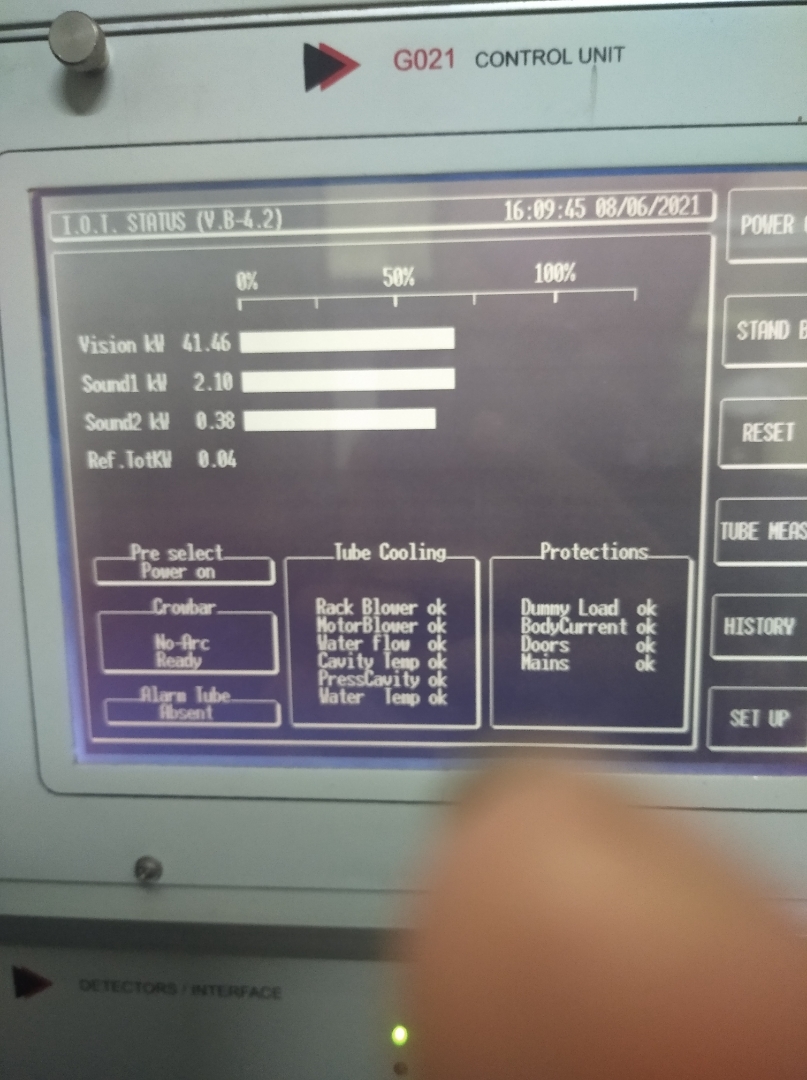 G021 CONTROL UNIT
I.O.T. STATUS (V.B-4.2) 16:09:45 08/06/2021
0% 50% 100%
Vision kW 41.46
Sound1 kW 2.10
Sound2 kW 0.38
Ref.TotKW 0.04
Pre select
Power on
Crowbar
No-Arc
Ready
Alarm Tube
Absent
Tube Cooling
Rack Blower ok
MotorBlower ok
Water flow ok
Cavity Temp ok
PressCavity ok
Water Temp ok
Protections
Dummy Load ok
BodyCurrent ok
Doors ok
Mains ok
POWER
STAND B
RESET
TUBE MEAS
HISTORY
SET UP
DETECTORS / INTERFACE